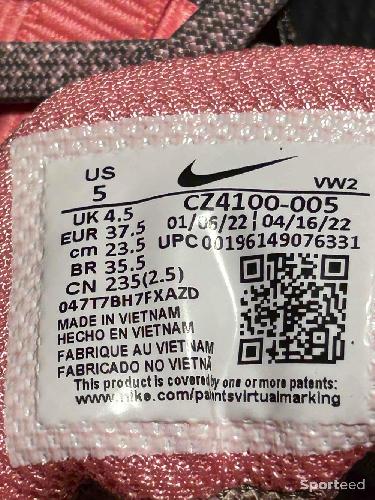 US
5
VW2
UK 4.5
CZ4100-005
EUR 37.5
01/06/22 | 04/16/22
cm 23.5
UPC 00196149076331
BR 35.5
CN 235(2.5)
047T7BH7FXAZD
MADE IN VIETNAM
HECHO EN VIETNAM
FABRIQUE AU VIETNAM
FABRICADO NO VIETNA
This product is covered by one or more patents:
www.nike.com/patentsvirtualmarking
Sporteed